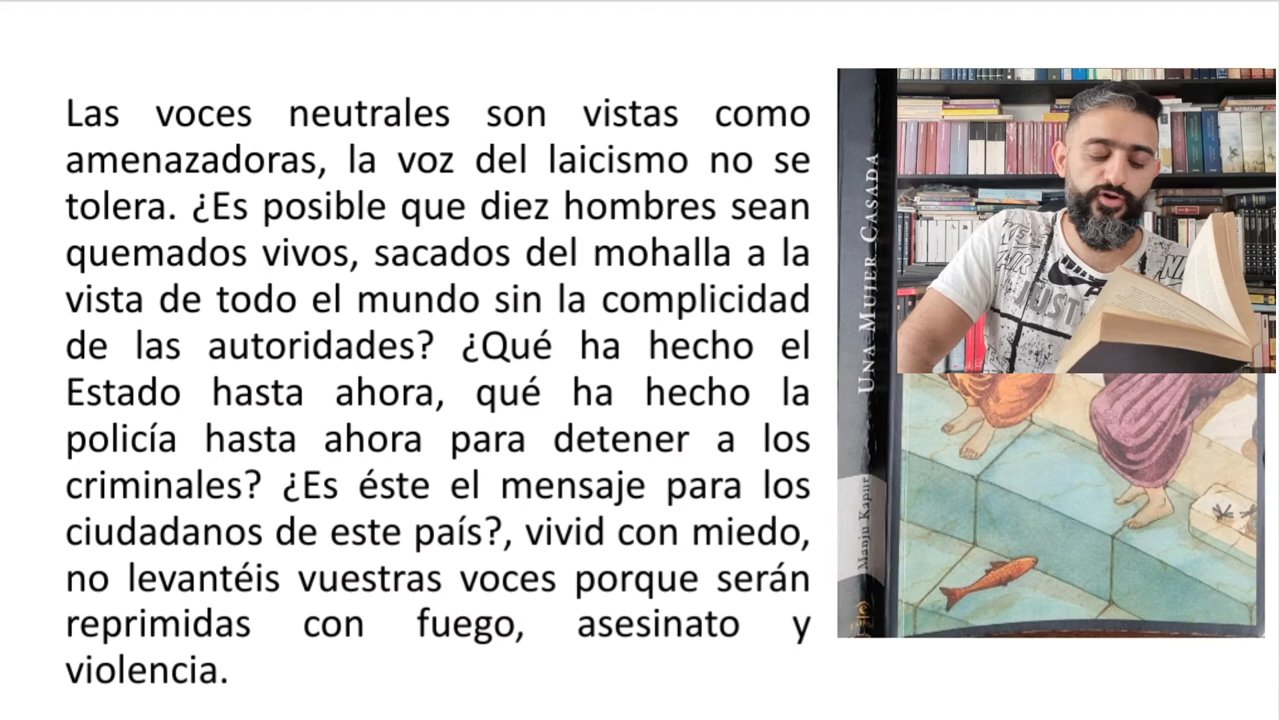 Las voces neutrales son vistas como
amenazadoras, la voz del laicismo no se
tolera. ¿Es posible que diez hombres sean
quemados vivos, sacados del mohalla a la
vista de todo el mundo sin la complicidad
de las autoridades? ¿Qué ha hecho el
Estado hasta ahora, qué ha hecho la
policía hasta ahora para detener a los
criminales? ¿Es éste el mensaje para los
ciudadanos de este país?, vivid con miedo,
no levantéis vuestras voces porque serán
reprimidas con fuego, asesinato y
violencia.
UNA MUJER CASADA
Manju Kapur
JUST